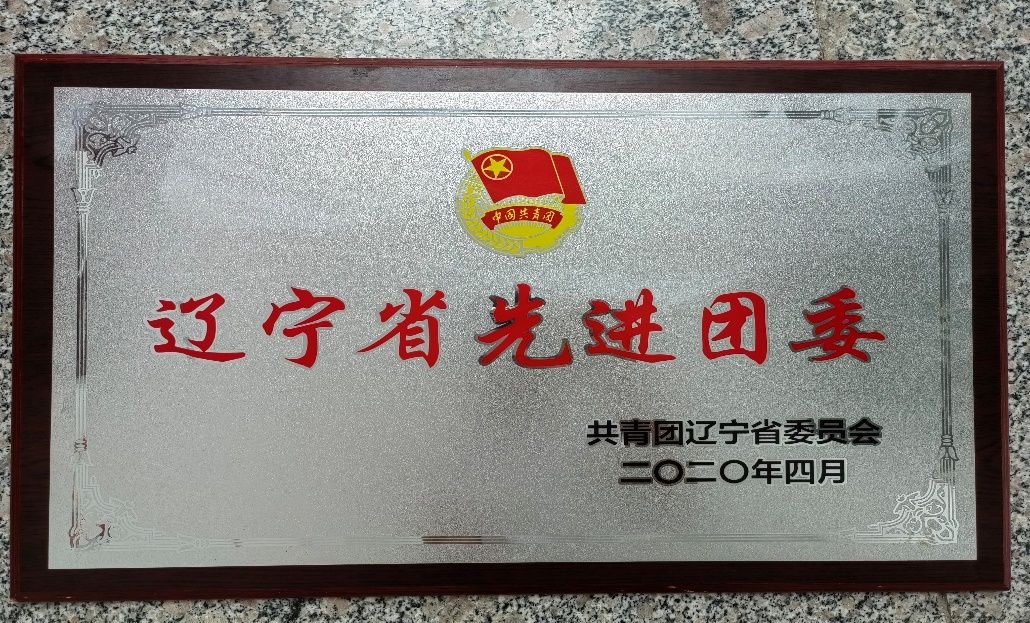 中国共青团
辽宁省先进团委
共青团辽宁省委员会
二〇二〇年四月